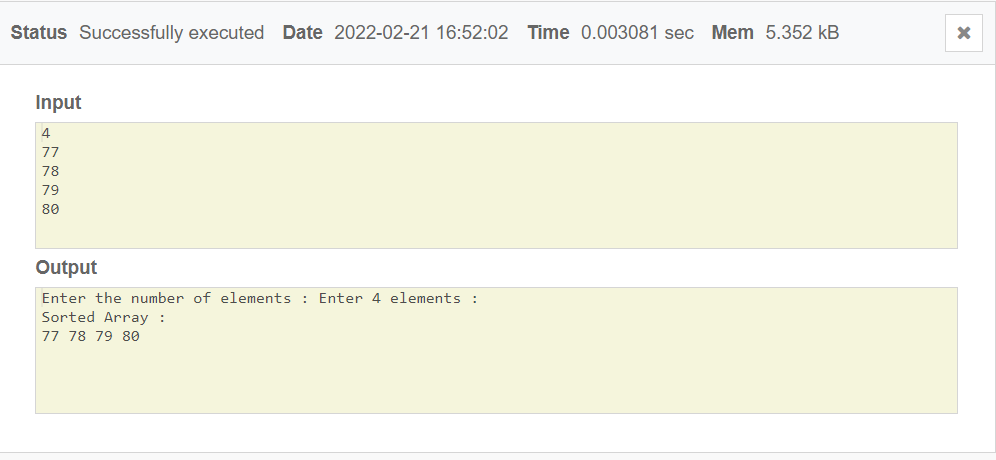 Status Successfully executed Date 2022-02-21 16:52:02 Time 0.003081 sec Mem 5.352 kB
Input
4
77
78
79
80
Output
Enter the number of elements : Enter 4 elements :
Sorted Array :
77 78 79 80